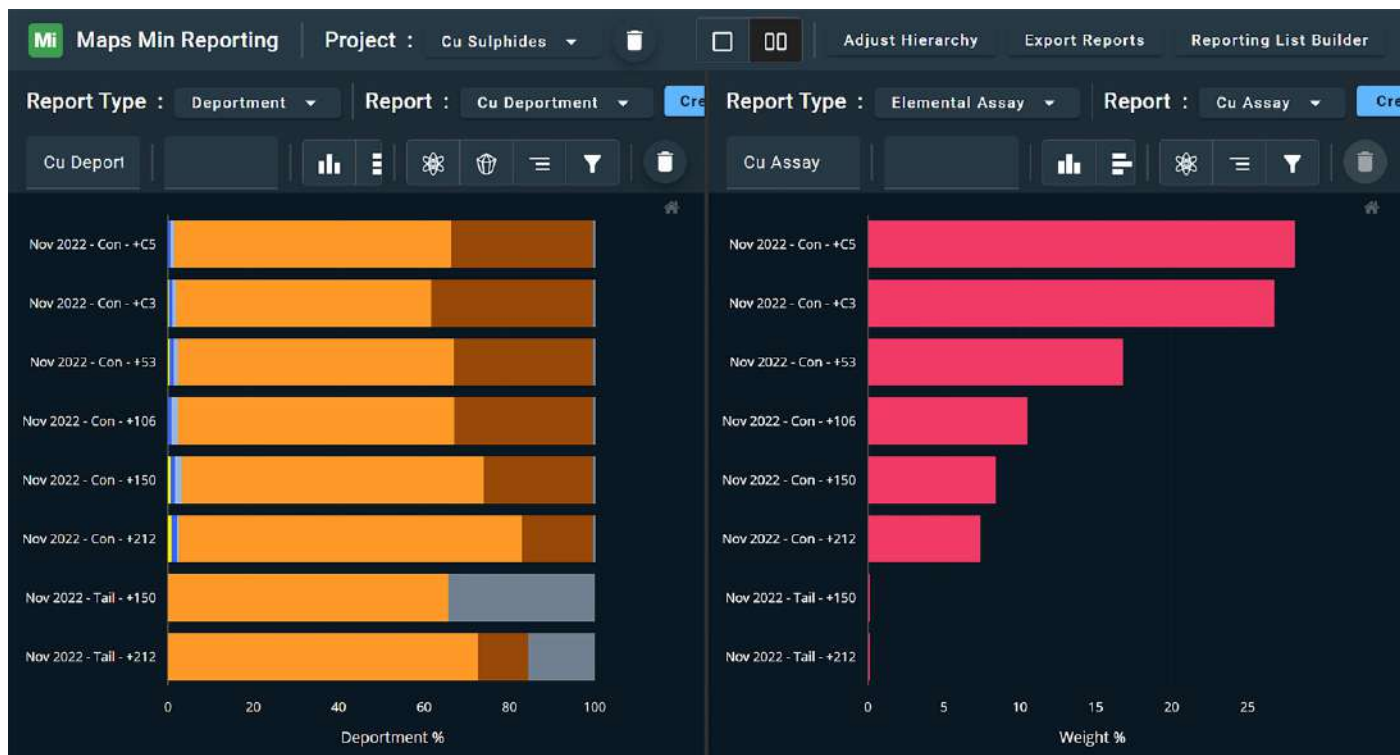 Mi Maps Min Reporting Project : Cu Sulphides Adjust Hierarchy Export Reports Reporting List Builder
Report Type : Deportment Report : Cu Deportment Cre
Cu Deport
Nov 2022 - Con - +C5
Nov 2022 - Con - +C3
Nov 2022 - Con - +53
Nov 2022 - Con - +106
Nov 2022 - Con - +150
Nov 2022 - Con - +212
Nov 2022 - Tail - +150
Nov 2022 - Tail - +212
0 20 40 60 80 100
Deportment %
Report Type : Elemental Assay Report : Cu Assay Cre
Cu Assay
Nov 2022 - Con - +C5
Nov 2022 - Con - +C3
Nov 2022 - Con - +53
Nov 2022 - Con - +106
Nov 2022 - Con - +150
Nov 2022 - Con - +212
Nov 2022 - Tail - +150
Nov 2022 - Tail - +212
0 5 10 15 20 25
Weight %